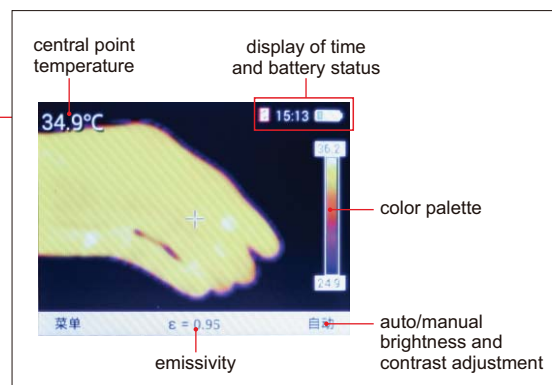 central point
temperature
display of time
and battery status
34.9°C
15:13
36.2
color palette
24.9
菜单
ε = 0.95
自动
auto/manual
brightness and
contrast adjustment
emissivity